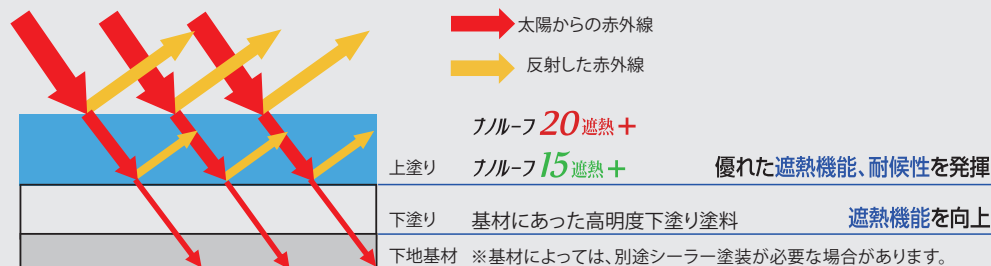 太陽からの赤外線
反射した赤外線
ナノルーフ 20 遮熱+
上塗り ナノルーフ 15 遮熱+ 優れた遮熱機能、耐候性を発揮
下塗り 基材にあった高明度下塗り塗料 遮熱機能を向上
下地基材 ※基材によっては、別途シーラー塗装が必要な場合があります。